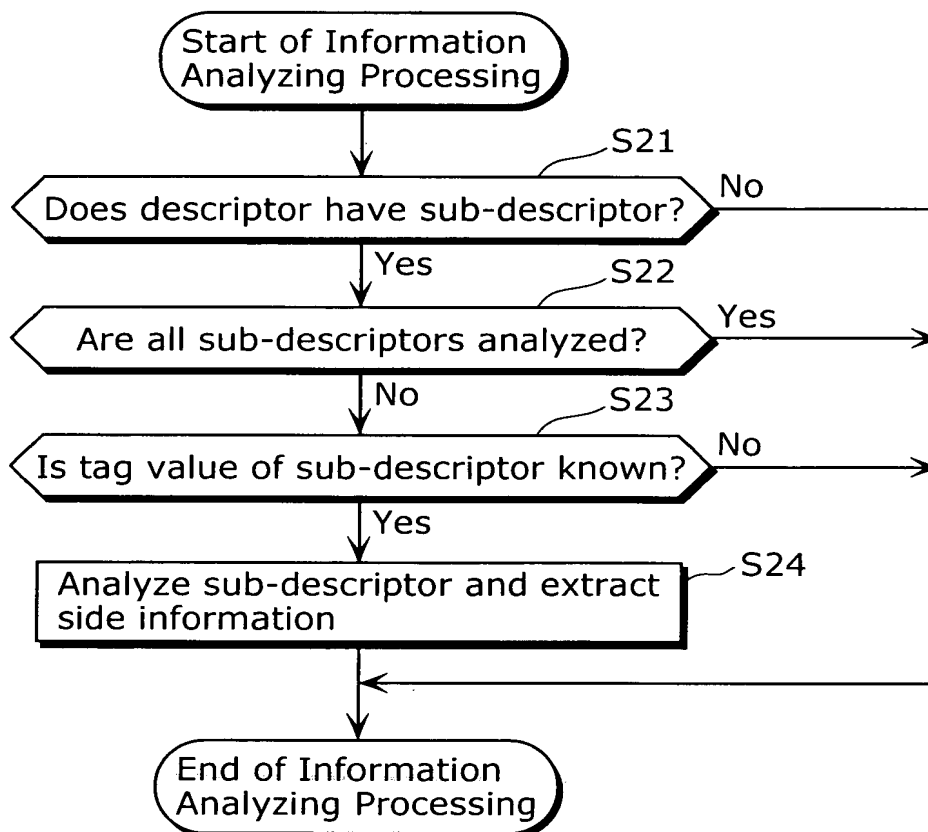 Start of Information
Analyzing Processing
S21
Does descriptor have sub-descriptor?
No
Yes
S22
Are all sub-descriptors analyzed?
Yes
No
S23
Is tag value of sub-descriptor known?
No
Yes
S24
Analyze sub-descriptor and extract
side information
End of Information
Analyzing Processing